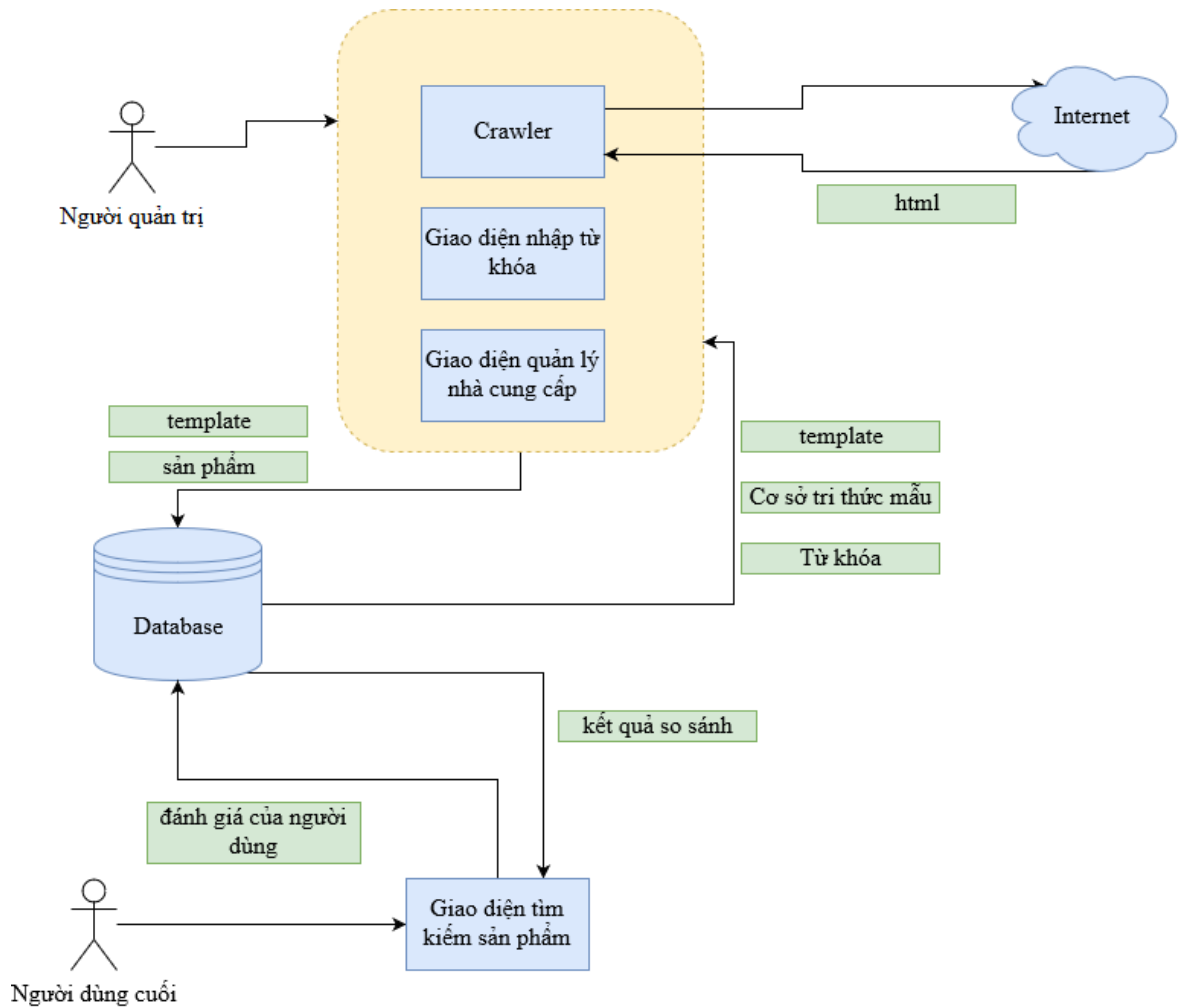 Crawler
Internet
Người quản trị
html
Giao diện nhập từ
khóa
Giao diện quản lý
nhà cung cấp
template
sản phẩm
template
Cơ sở tri thức mẫu
Từ khóa
Database
kết quả so sánh
đánh giá của người
dùng
Giao diện tìm
kiếm sản phẩm
Người dùng cuối